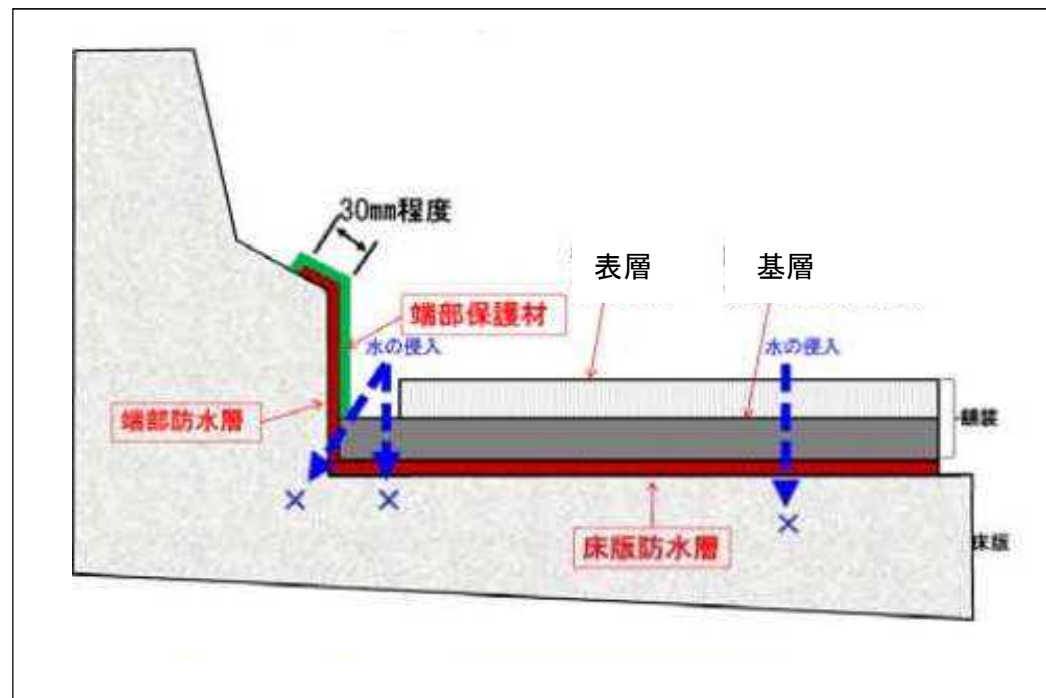 30mm程度
表層
基層
端部保護材
水の侵入
水の侵入
端部防水層
舗装
床版防水層
床版